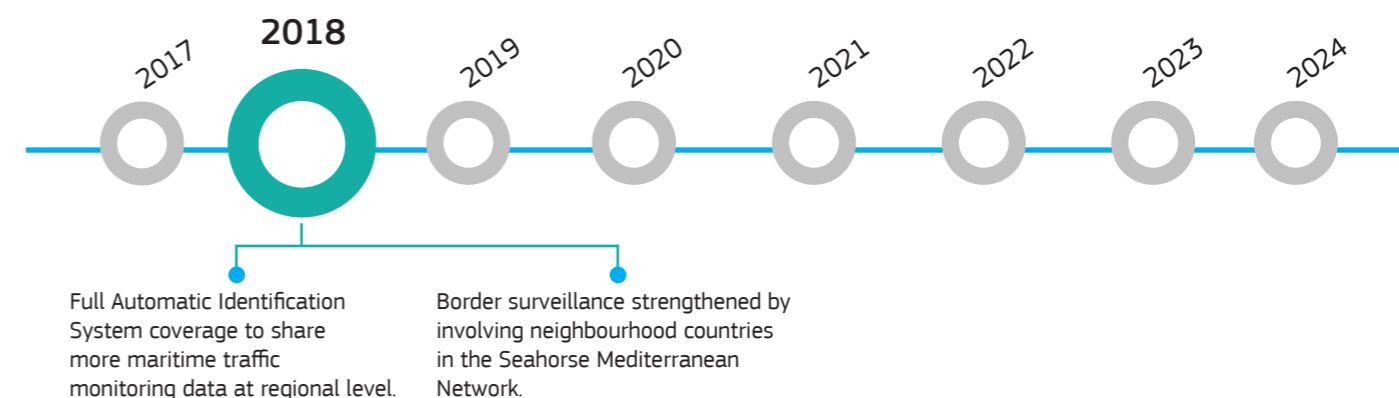 2017
2018
2019
2020
2021
2022
2023
2024
Full Automatic Identification
System coverage to share
more maritime traffic
monitoring data at regional level.
Border surveillance strengthened by
involving neighbourhood countries
in the Seahorse Mediterranean
Network.